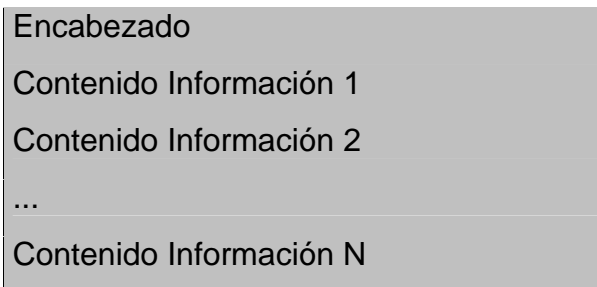 Encabezado
Contenido Información 1
Contenido Información 2
...
Contenido Información N